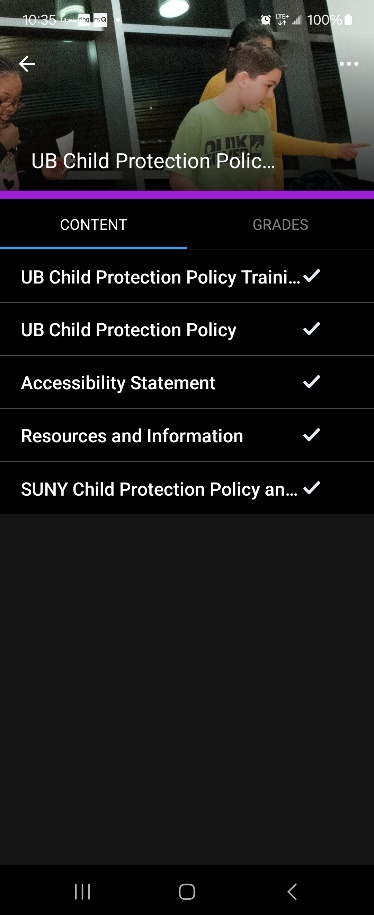 10:35
LTE+
100%
UB Child Protection Polic...
CONTENT
GRADES
UB Child Protection Policy Traini...
UB Child Protection Policy
Accessibility Statement
Resources and Information
SUNY Child Protection Policy an...